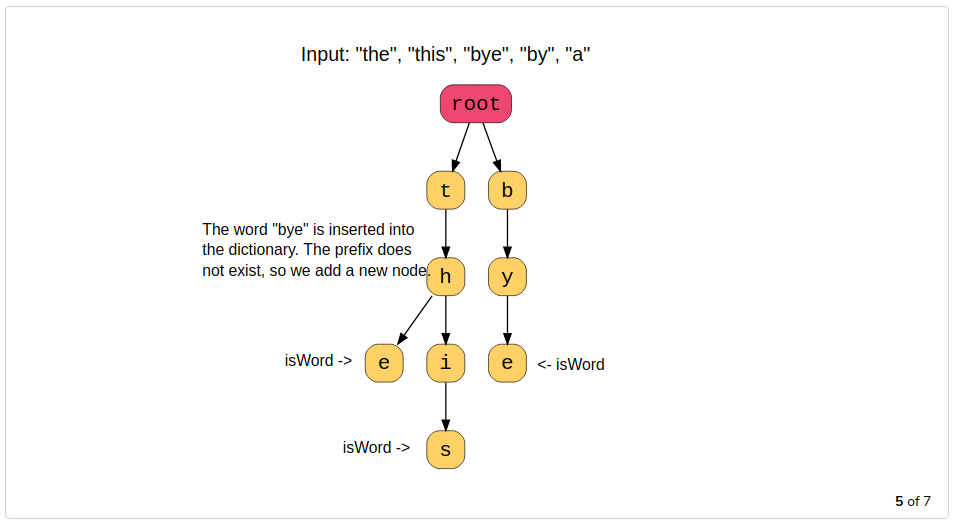 Input: "the", "this", "bye", "by", "a"
root
t b
The word "bye" is inserted into
the dictionary. The prefix does
not exist, so we add a new node.
h y
isWord -> e i e <- isWord
isWord -> s
5 of 7